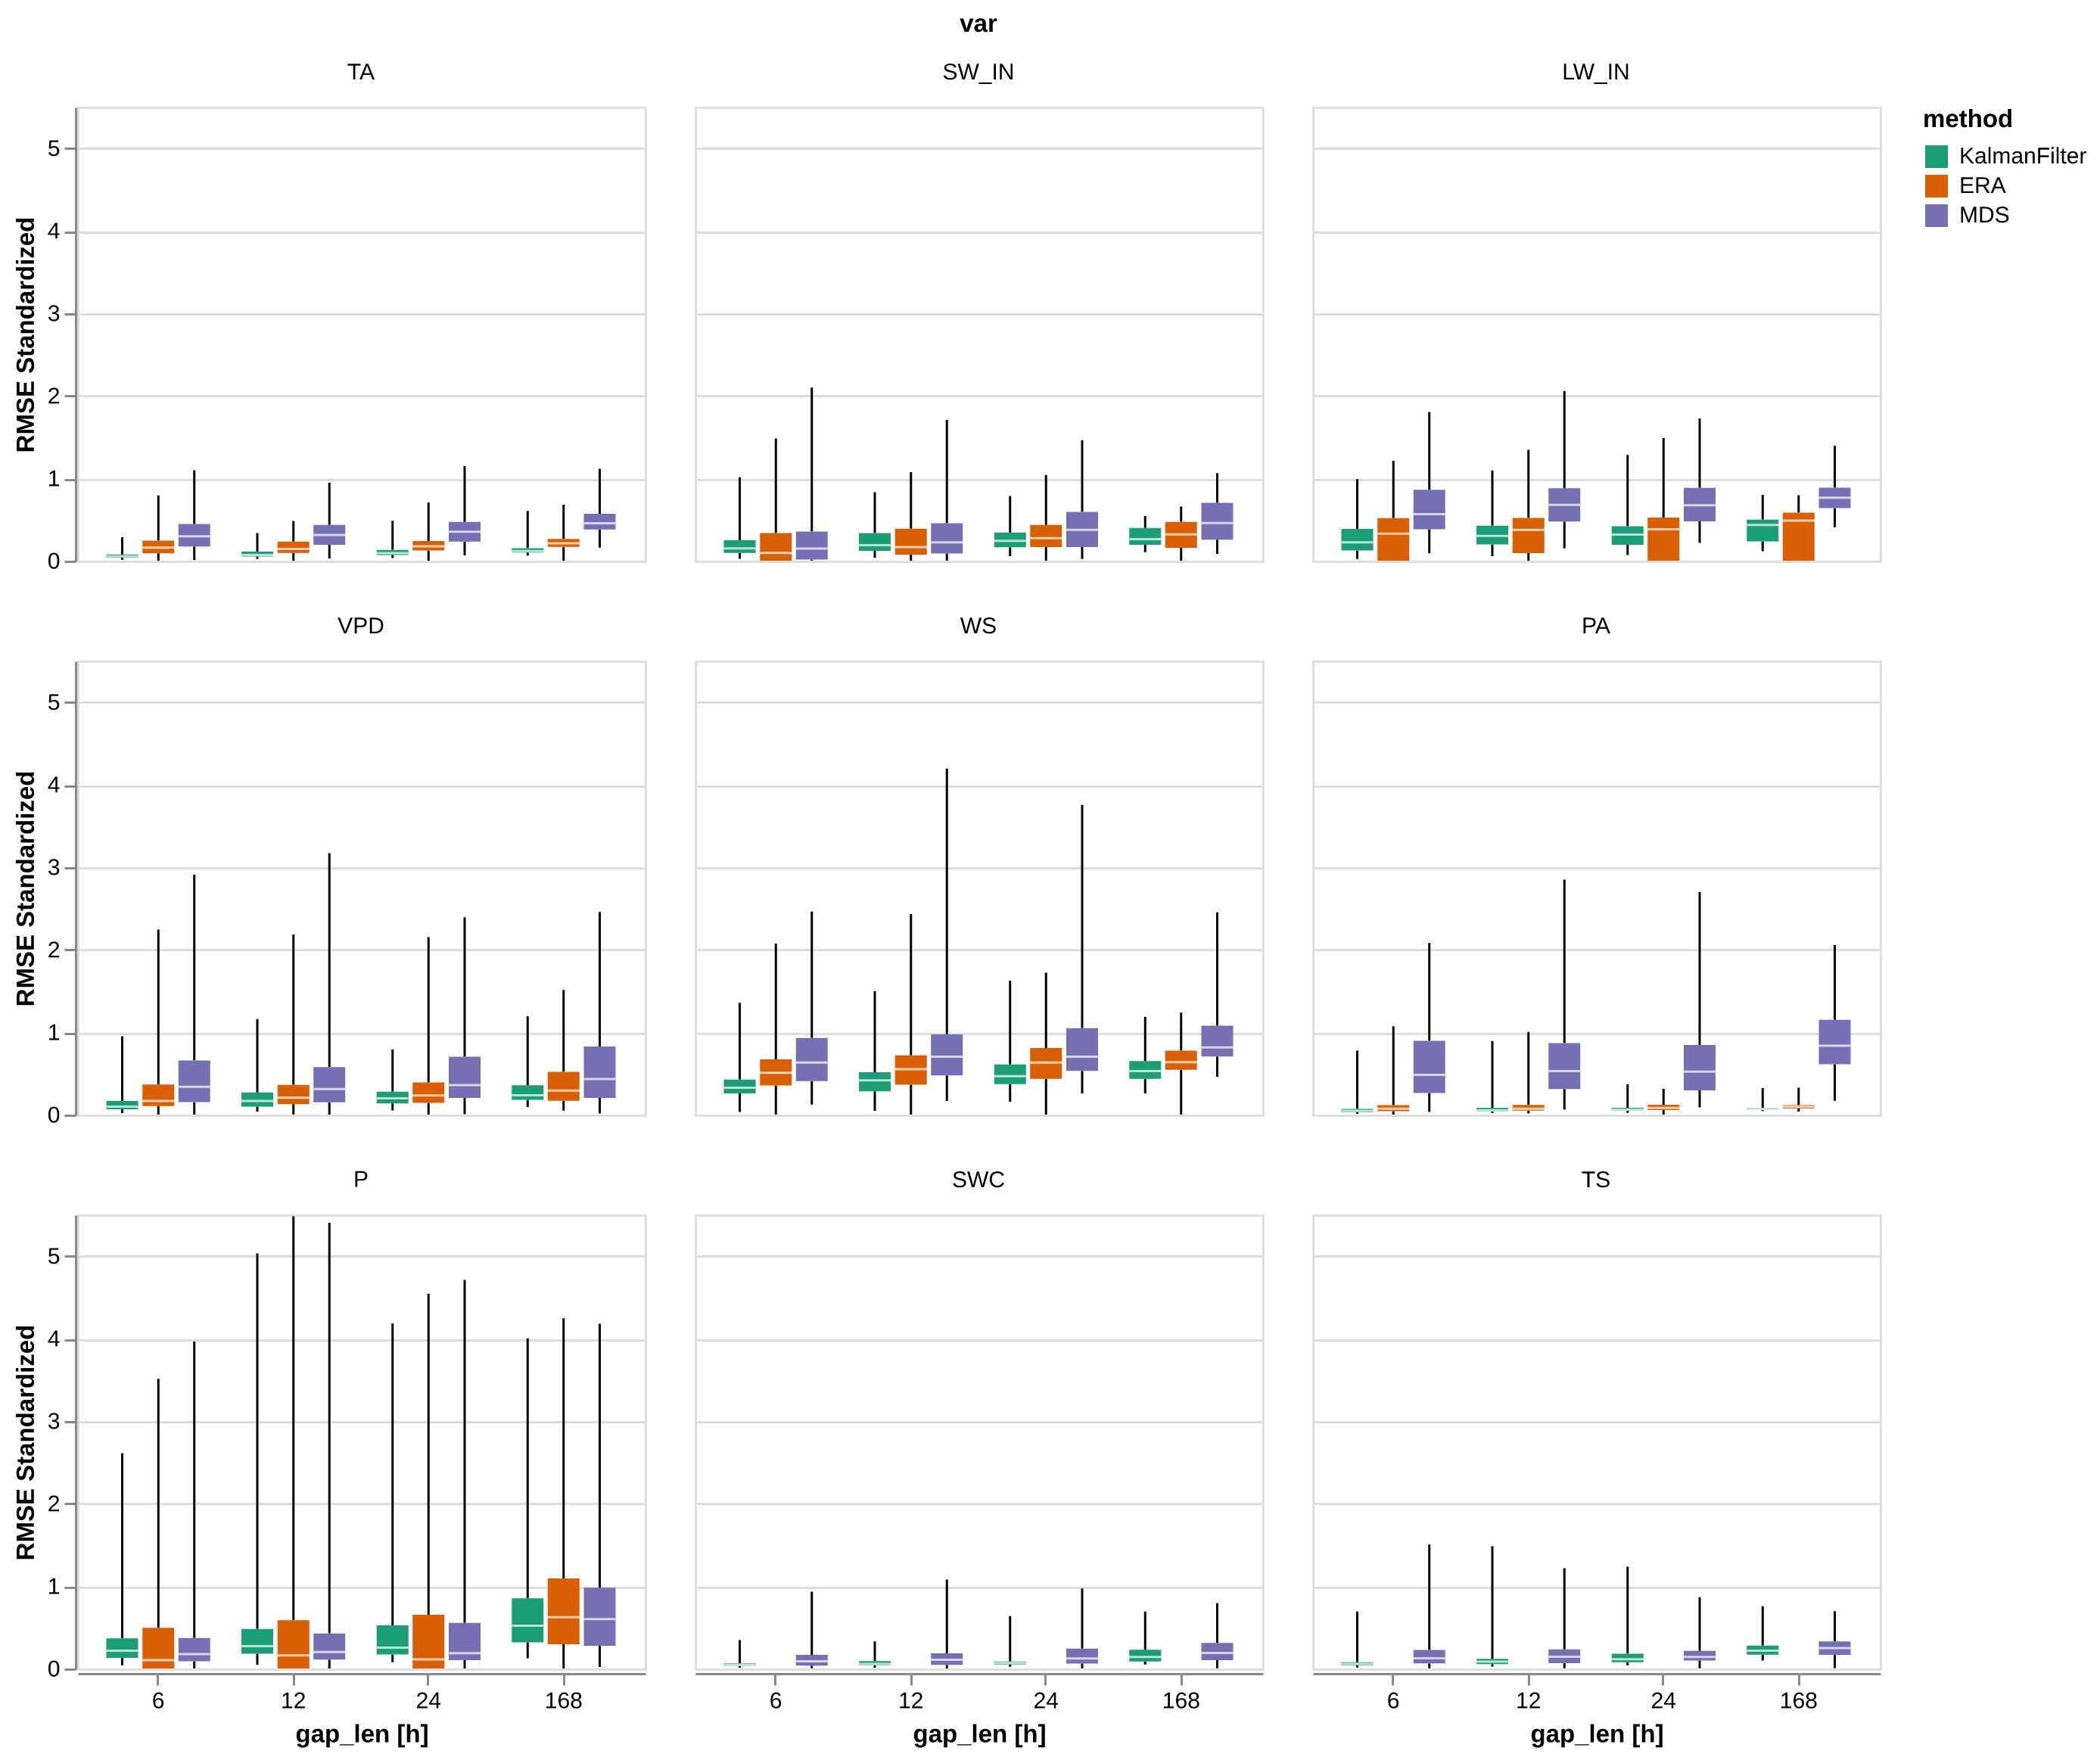 var
TA
SW_IN
LW_IN
method
KalmanFilter
ERA
MDS
RMSE Standardized
5
4
3
2
1
0
VPD
WS
PA
RMSE Standardized
5
4
3
2
1
0
P
SWC
TS
RMSE Standardized
5
4
3
2
1
0
6 12 24 168
6 12 24 168
6 12 24 168
gap_len [h]
gap_len [h]
gap_len [h]